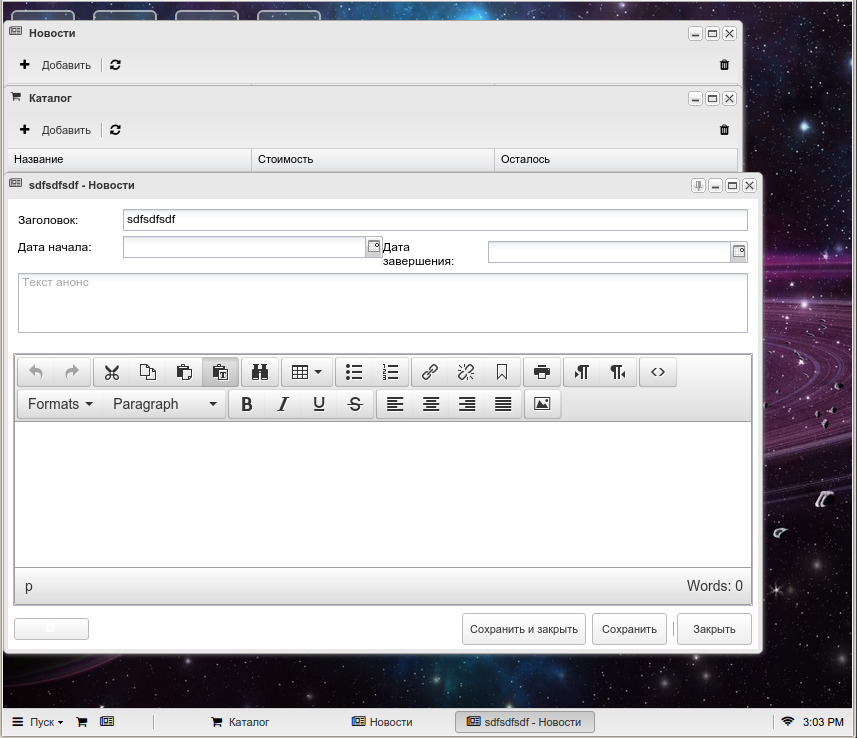 Новости
Добавить
Каталог
Добавить
Название Стоимость Осталось
sdfsdfsdf - Новости
Заголовок: sdfsdfsdf
Дата начала: Дата
завершения:
Текст анонс
Formats Paragraph B I U S
p Words: 0
Сохранить и закрыть Сохранить Закрыть
Пуск Каталог Новости sdfsdfsdf - Новости 3:03 PM